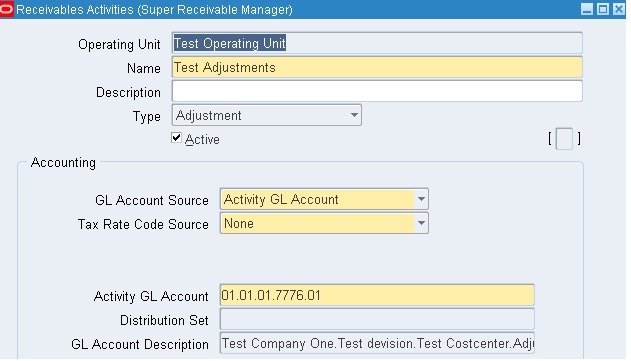 Receivables Activities (Super Receivable Manager)
Operating Unit Test Operating Unit
Name Test Adjustments
Description
Type Adjustment
Active [ ]
Accounting
GL Account Source Activity GL Account
Tax Rate Code Source None
Activity GL Account 01.01.01.7776.01
Distribution Set
GL Account Description Test Company One.Test devision.Test Costcenter.Adj